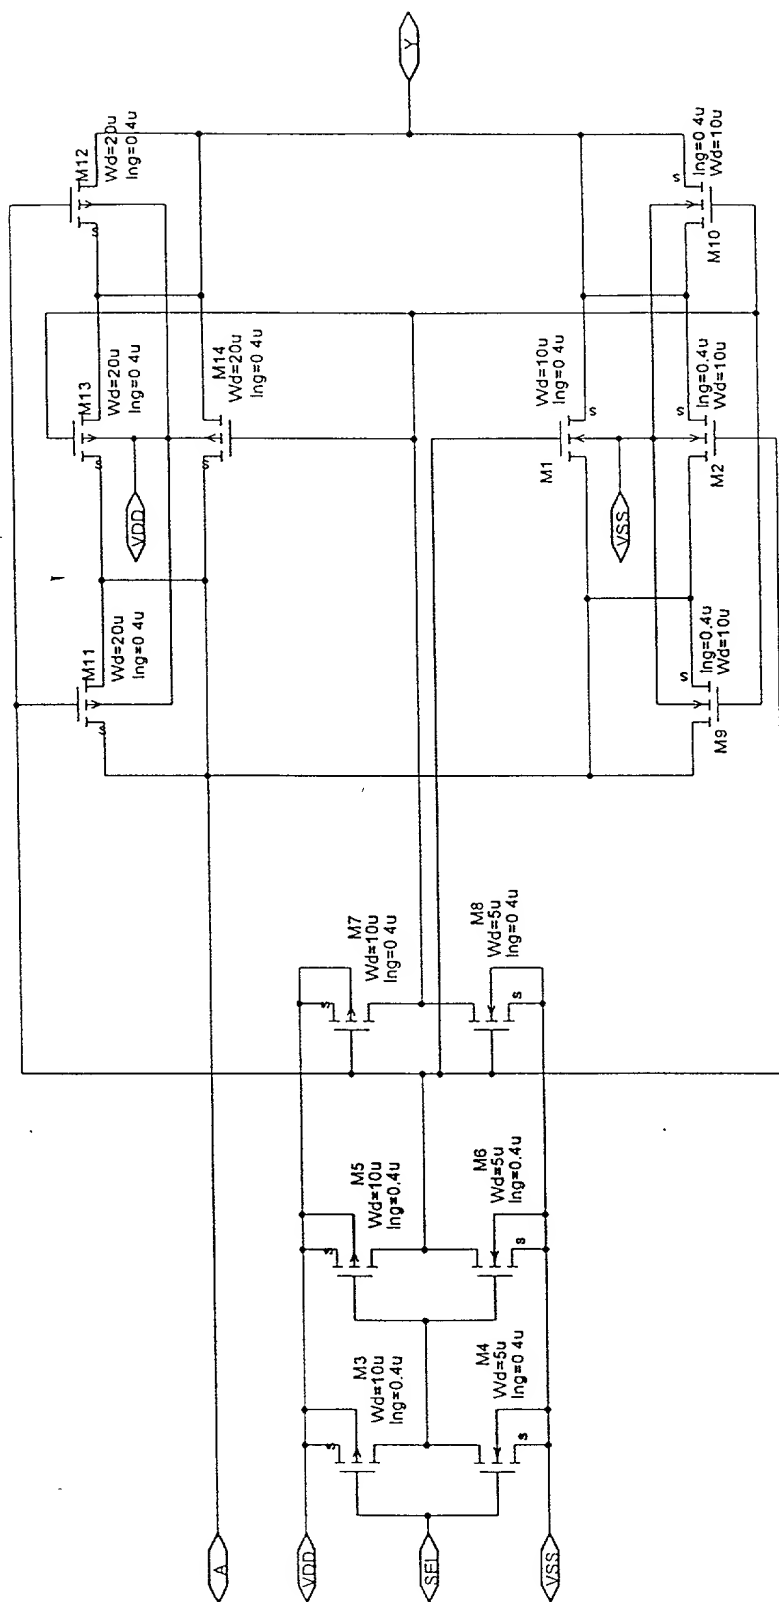 Y
M12
Wd=20u
lng=0.4u
M13
Wd=20u
lng=0.4u
M14
Wd=20u
lng=0.4u
VDD
M11
Wd=20u
lng=0.4u
M1
Wd=10u
lng=0.4u
VSS
M10
lng=0.4u
Wd=10u
M2
lng=0.4u
Wd=10u
M9
lng=0.4u
Wd=10u
M7
Wd=10u
lng=0.4u
M8
Wd=5u
lng=0.4u
M5
Wd=10u
lng=0.4u
M6
Wd=5u
lng=0.4u
M3
Wd=10u
lng=0.4u
M4
Wd=5u
lng=0.4u
A
VDD
SEL
VSS
S
S
S
S
S
S
S
S
S
S
S
S
S
S